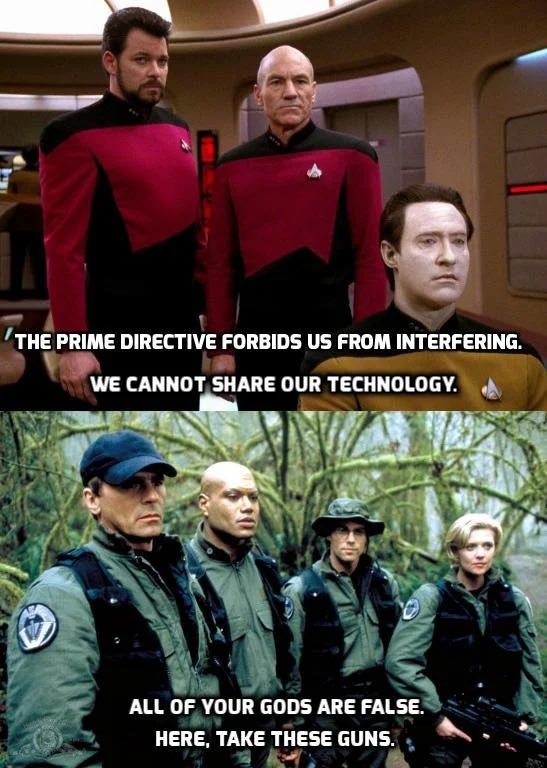 'THE PRIME DIRECTIVE FORBIDS US FROM INTERFERING.
WE CANNOT SHARE OUR TECHNOLOGY.
ALL OF YOUR GODS ARE FALSE.
HERE, TAKE THESE GUNS.